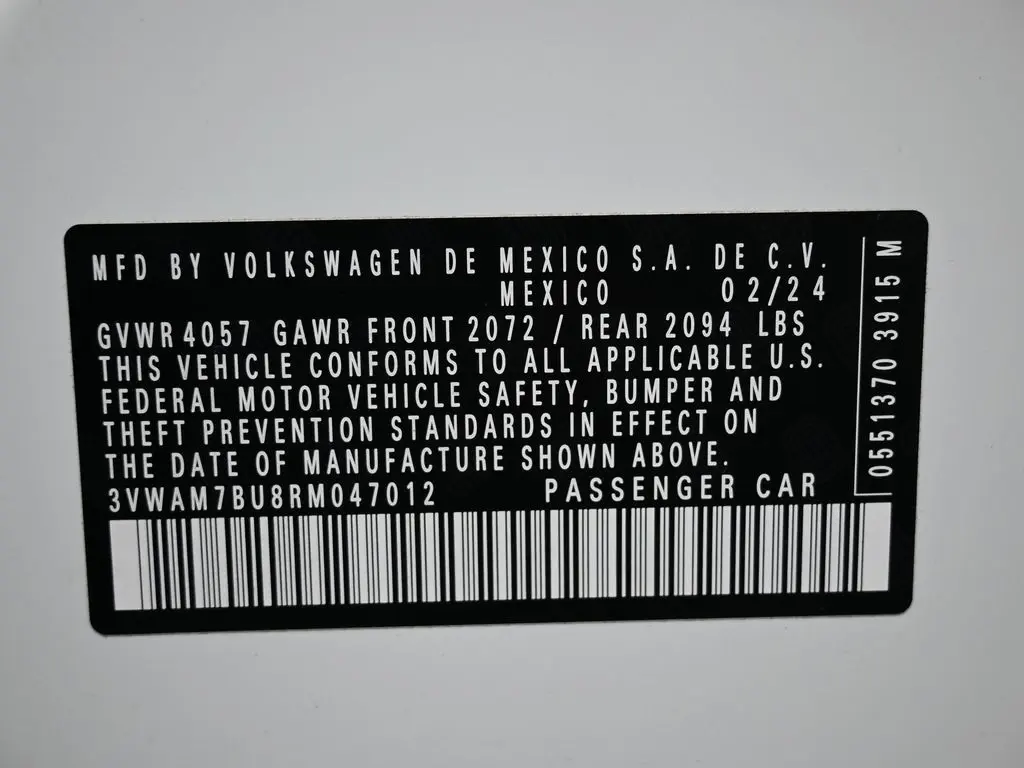 MFD BY VOLKSWAGEN DE MEXICO S.A. DE C.V.
MEXICO 02/24
GVWR 4057 GAWR FRONT 2072 / REAR 2094 LBS
THIS VEHICLE CONFORMS TO ALL APPLICABLE U.S.
FEDERAL MOTOR VEHICLE SAFETY, BUMPER AND
THEFT PREVENTION STANDARDS IN EFFECT ON
THE DATE OF MANUFACTURE SHOWN ABOVE.
3VWAM7BU8RM047012 PASSENGER CAR
0551370 3915 M